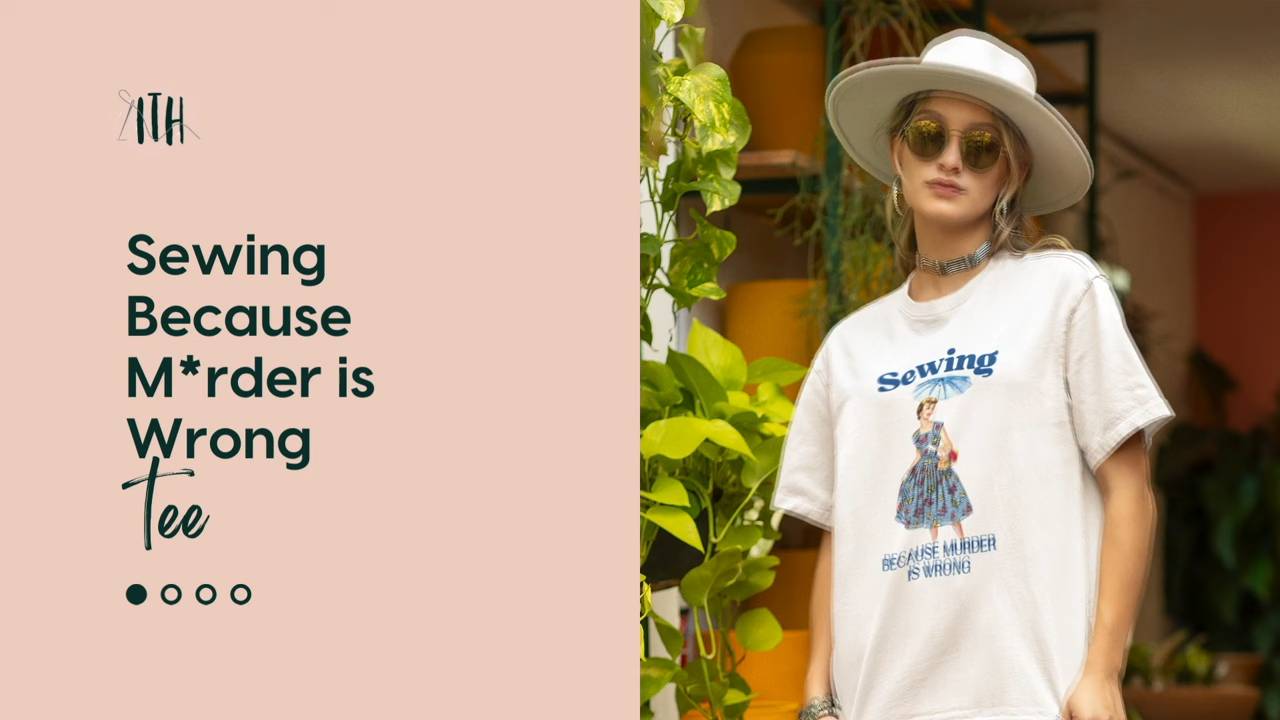 ITH
Sewing
Because
M*rder is
Wrong
Tee
Sewing
BECAUSE MURDER
IS WRONG